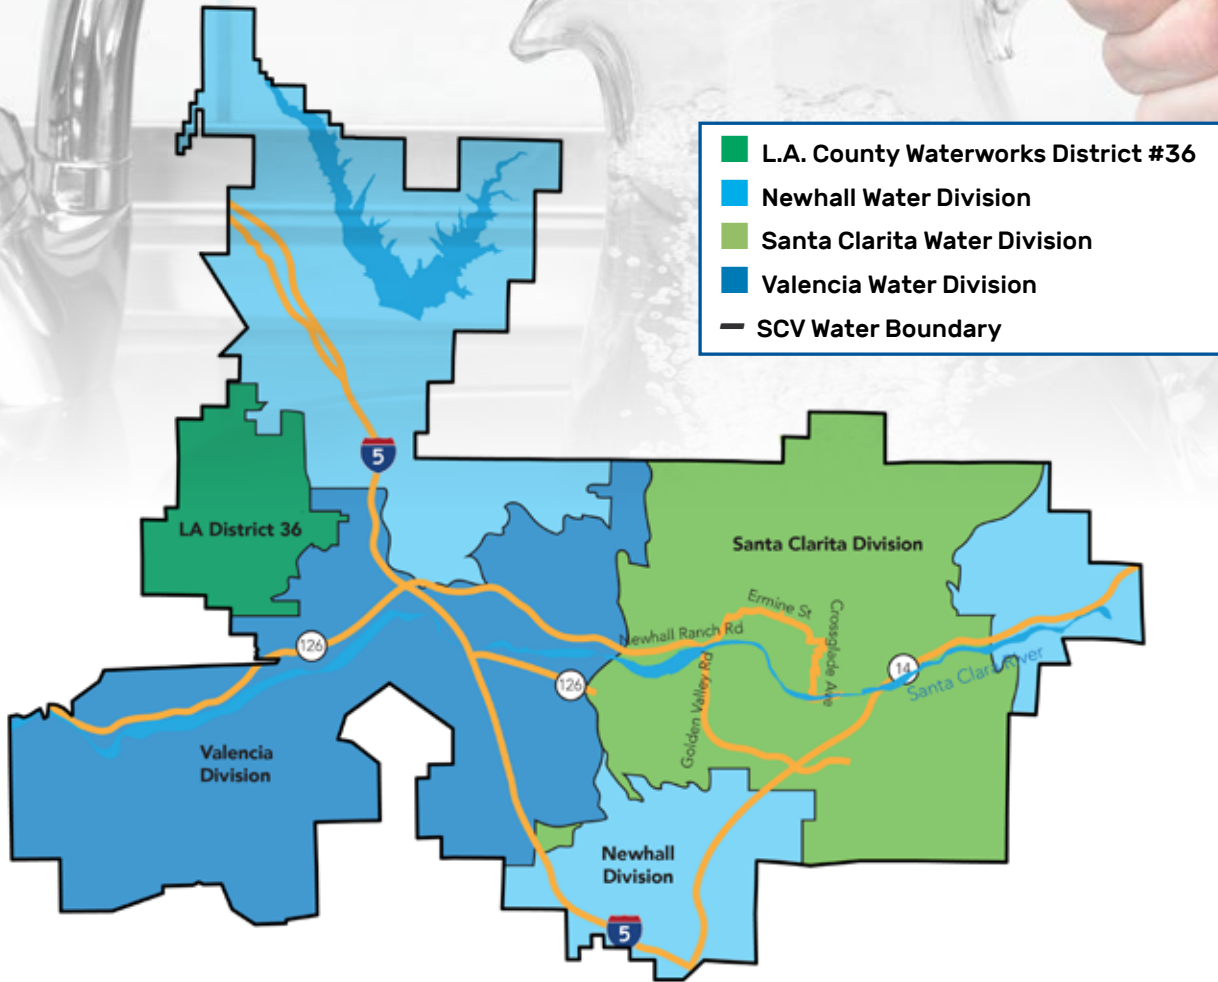 L.A. County Waterworks District #36
Newhall Water Division
Santa Clarita Water Division
Valencia Water Division
SCV Water Boundary
5
LA District 36
Santa Clarita Division
Ermine St
Crossglade Ave
Newhall Ranch Rd
126
14
Santa Clara River
126
Golden Valley Rd
Valencia
Division
Newhall
Division
5